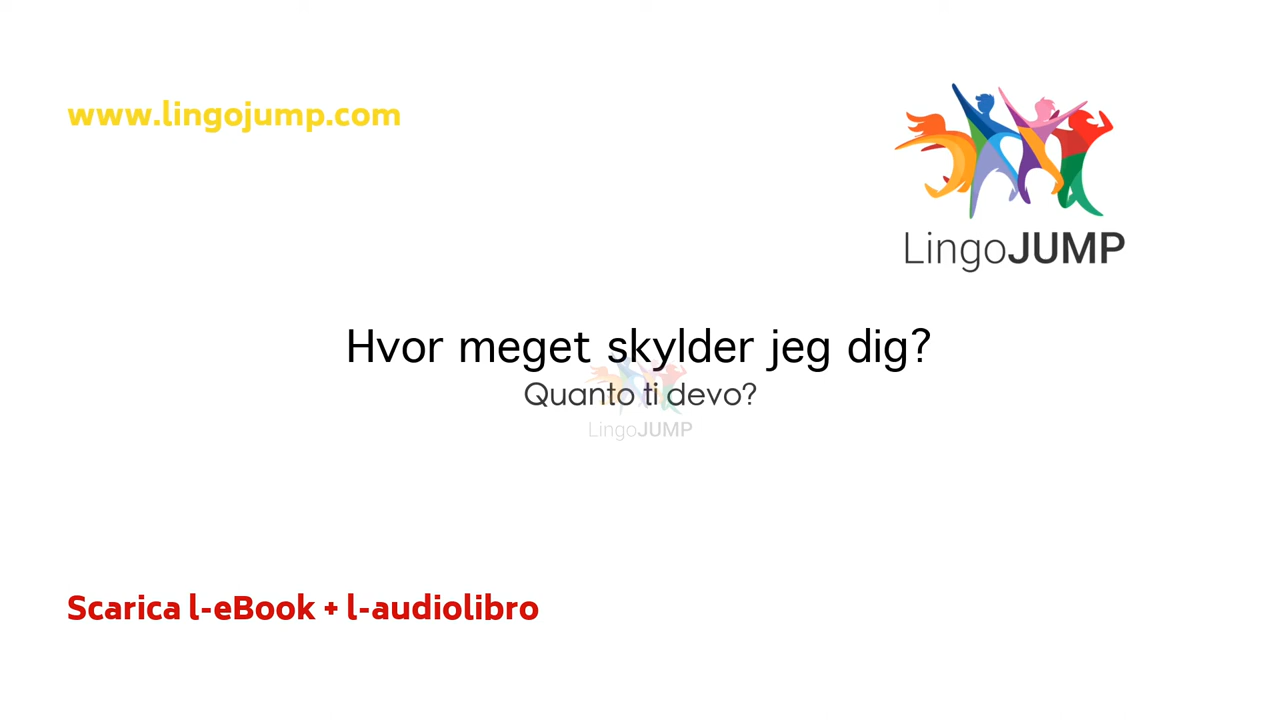 www.lingojump.com
LingoJUMP
Hvor meget skylder jeg dig?
Quanto ti devo?
LingoJUMP
Scarica l-eBook + l-audiolibro